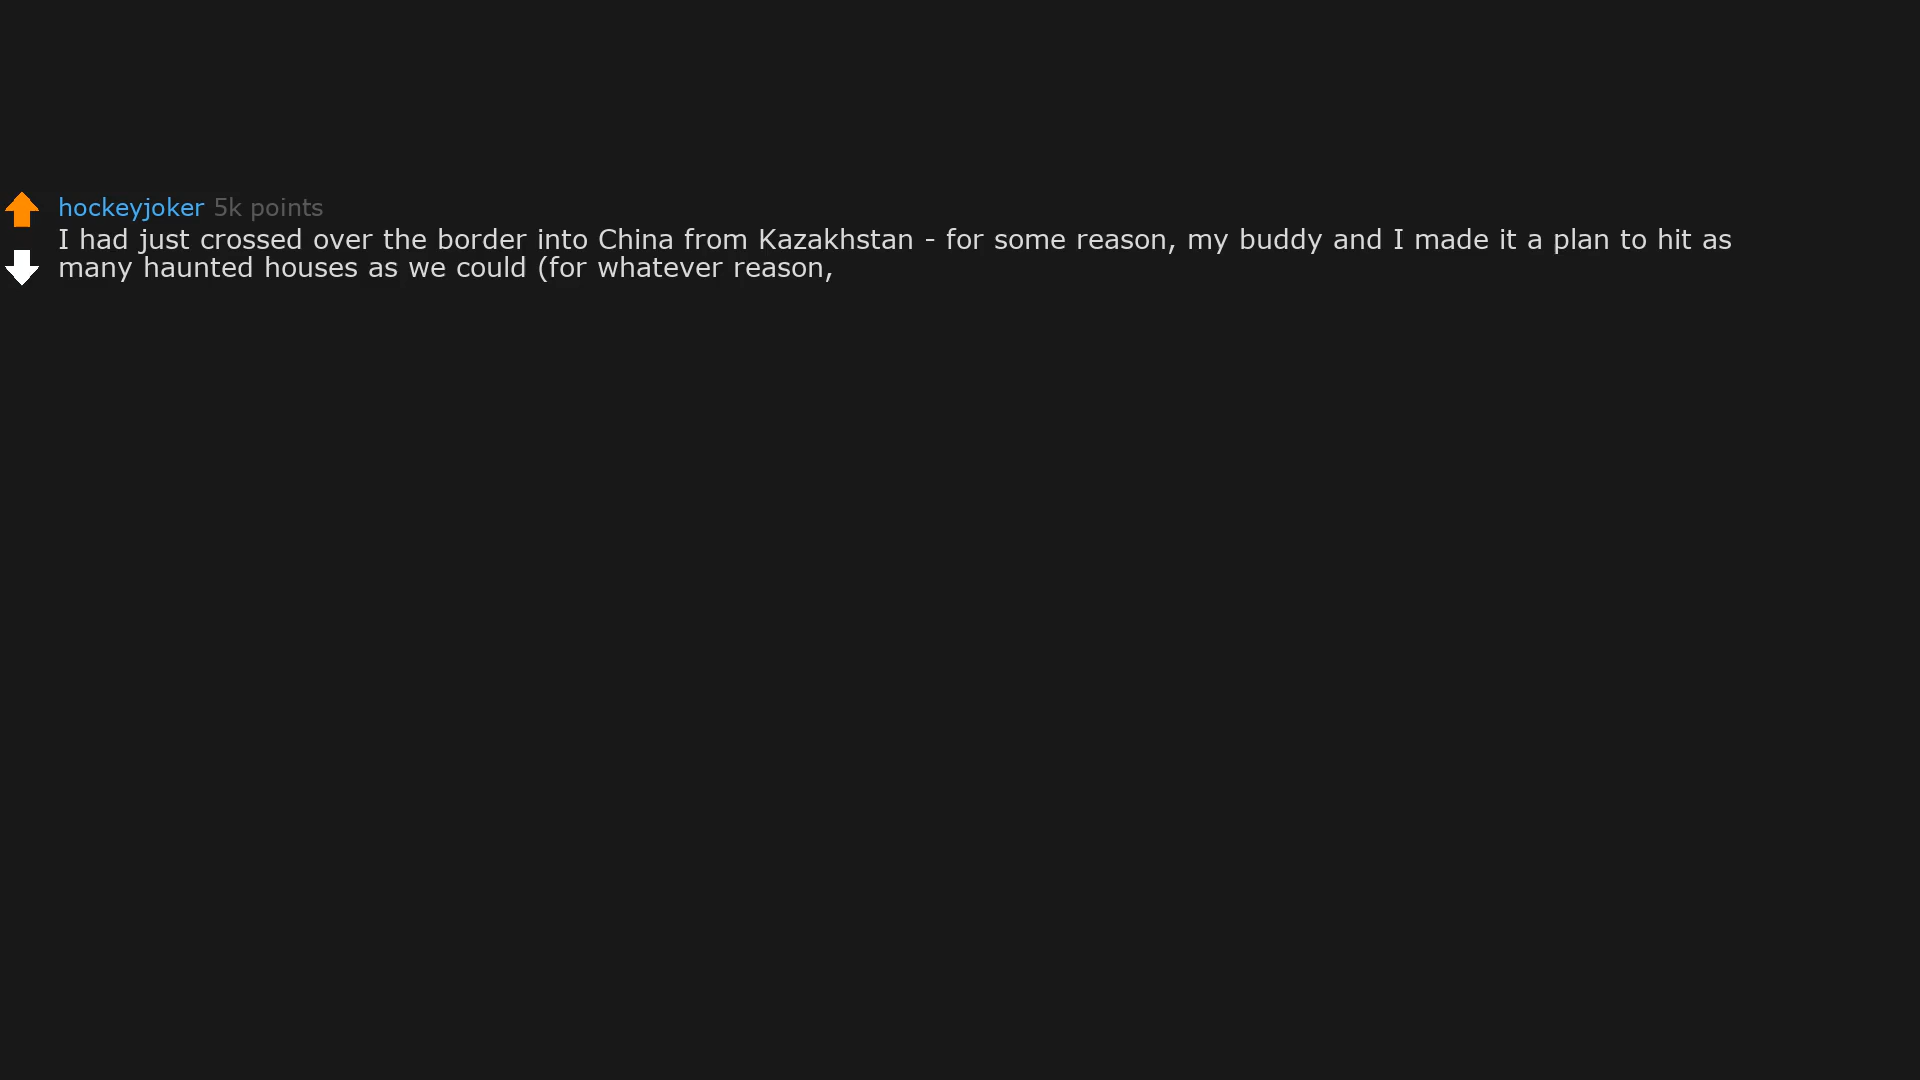 hockeyjoker 5k points
I had just crossed over the border into China from Kazakhstan - for some reason, my buddy and I made it a plan to hit as
many haunted houses as we could (for whatever reason,